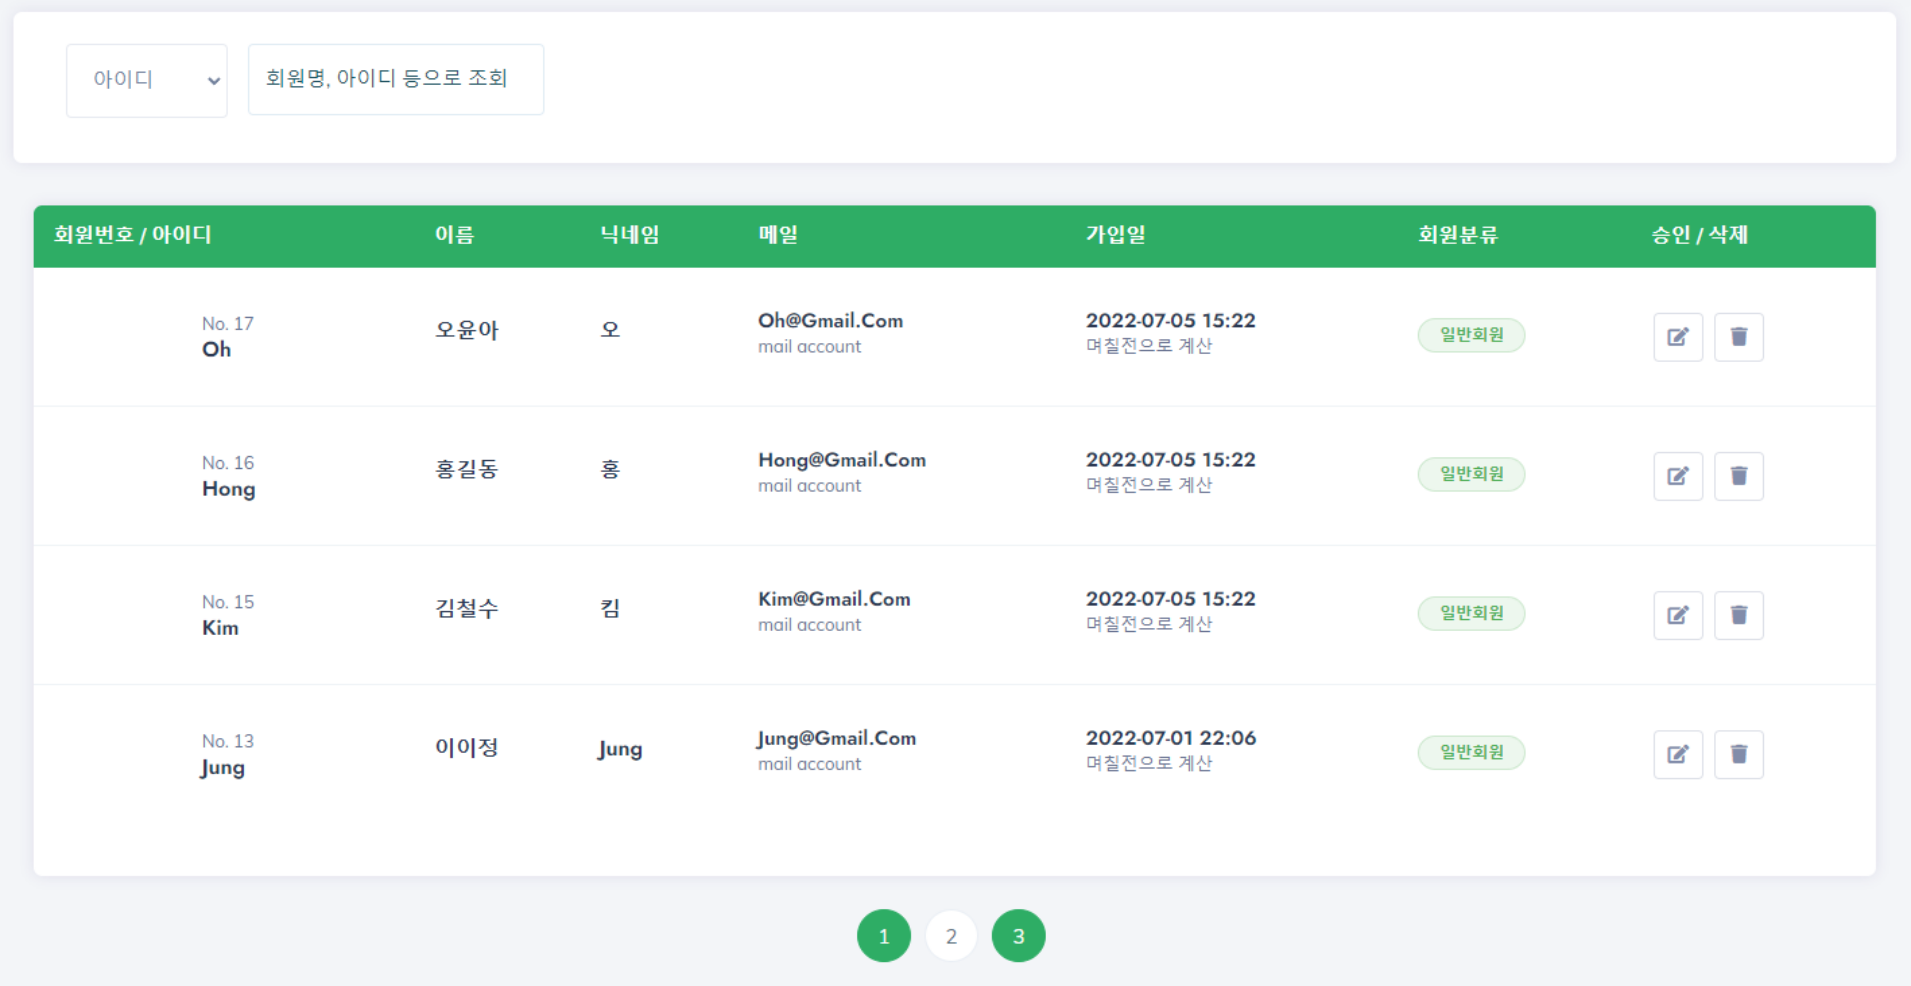 아이디
회원명, 아이디 등으로 조회
회원번호 / 아이디 이름 닉네임 메일 가입일 회원분류 승인 / 삭제
No. 17
Oh
오윤아
오
Oh@Gmail.Com
mail account
2022-07-05 15:22
며칠전으로 계산
일반회원
No. 16
Hong
홍길동
홍
Hong@Gmail.Com
mail account
2022-07-05 15:22
며칠전으로 계산
일반회원
No. 15
Kim
김철수
킴
Kim@Gmail.Com
mail account
2022-07-05 15:22
며칠전으로 계산
일반회원
No. 13
Jung
이이정
Jung
Jung@Gmail.Com
mail account
2022-07-01 22:06
며칠전으로 계산
일반회원
1 2 3